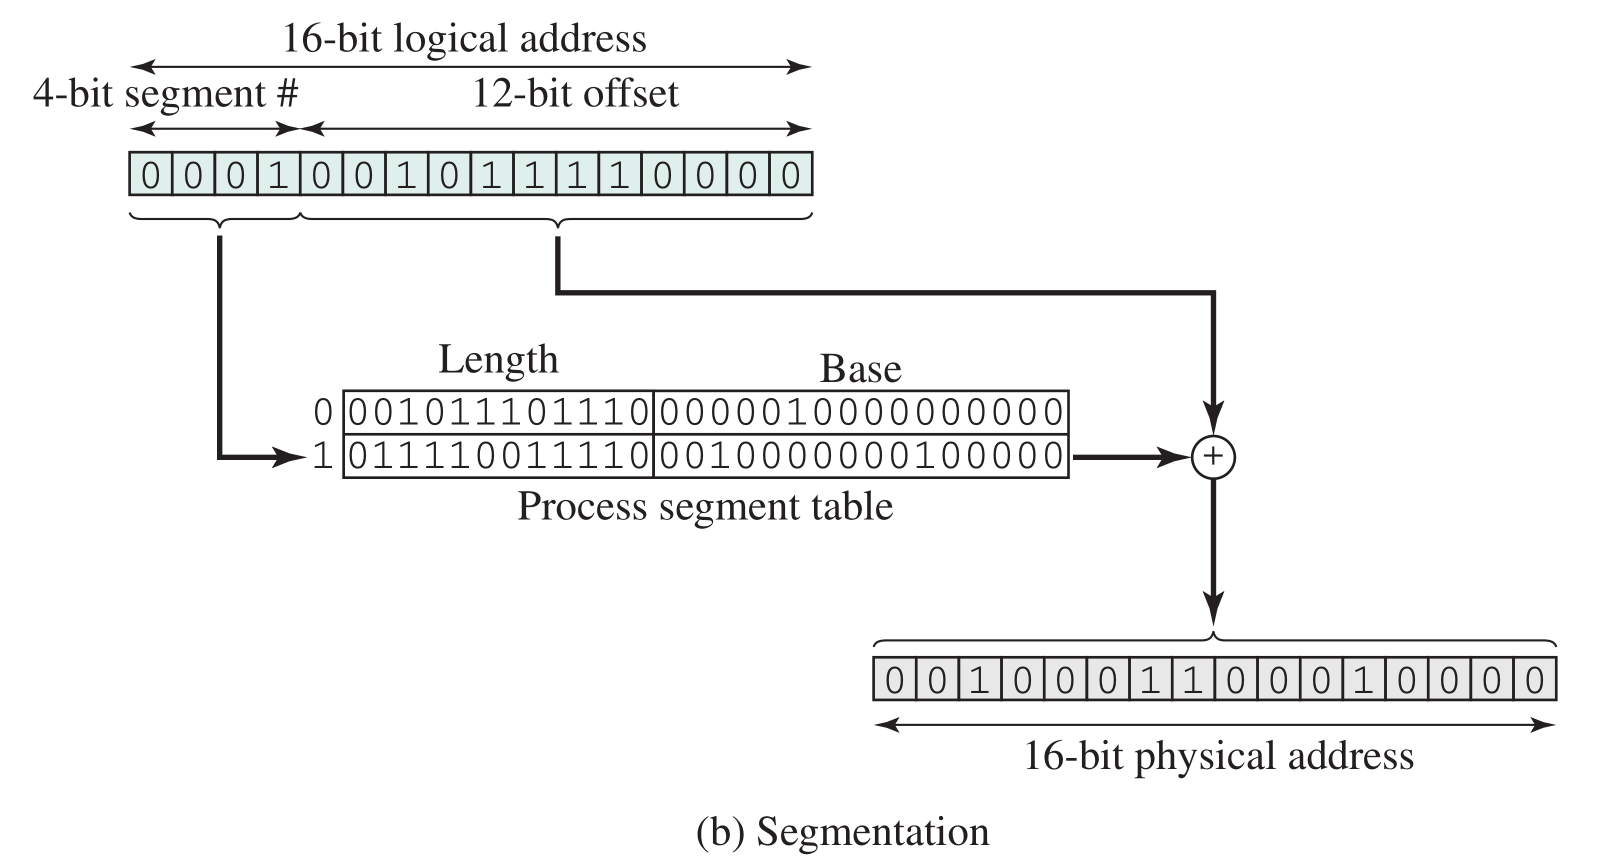 16-bit logical address
4-bit segment # 12-bit offset
0 0 0 1 0 0 1 0 1 1 1 1 0 0 0 0
Length Base
0 001011101110 0000010000000000
1 011110011110 0010000000100000
+
Process segment table
0 0 1 0 0 0 1 1 0 0 0 1 0 0 0 0
16-bit physical address
(b) Segmentation